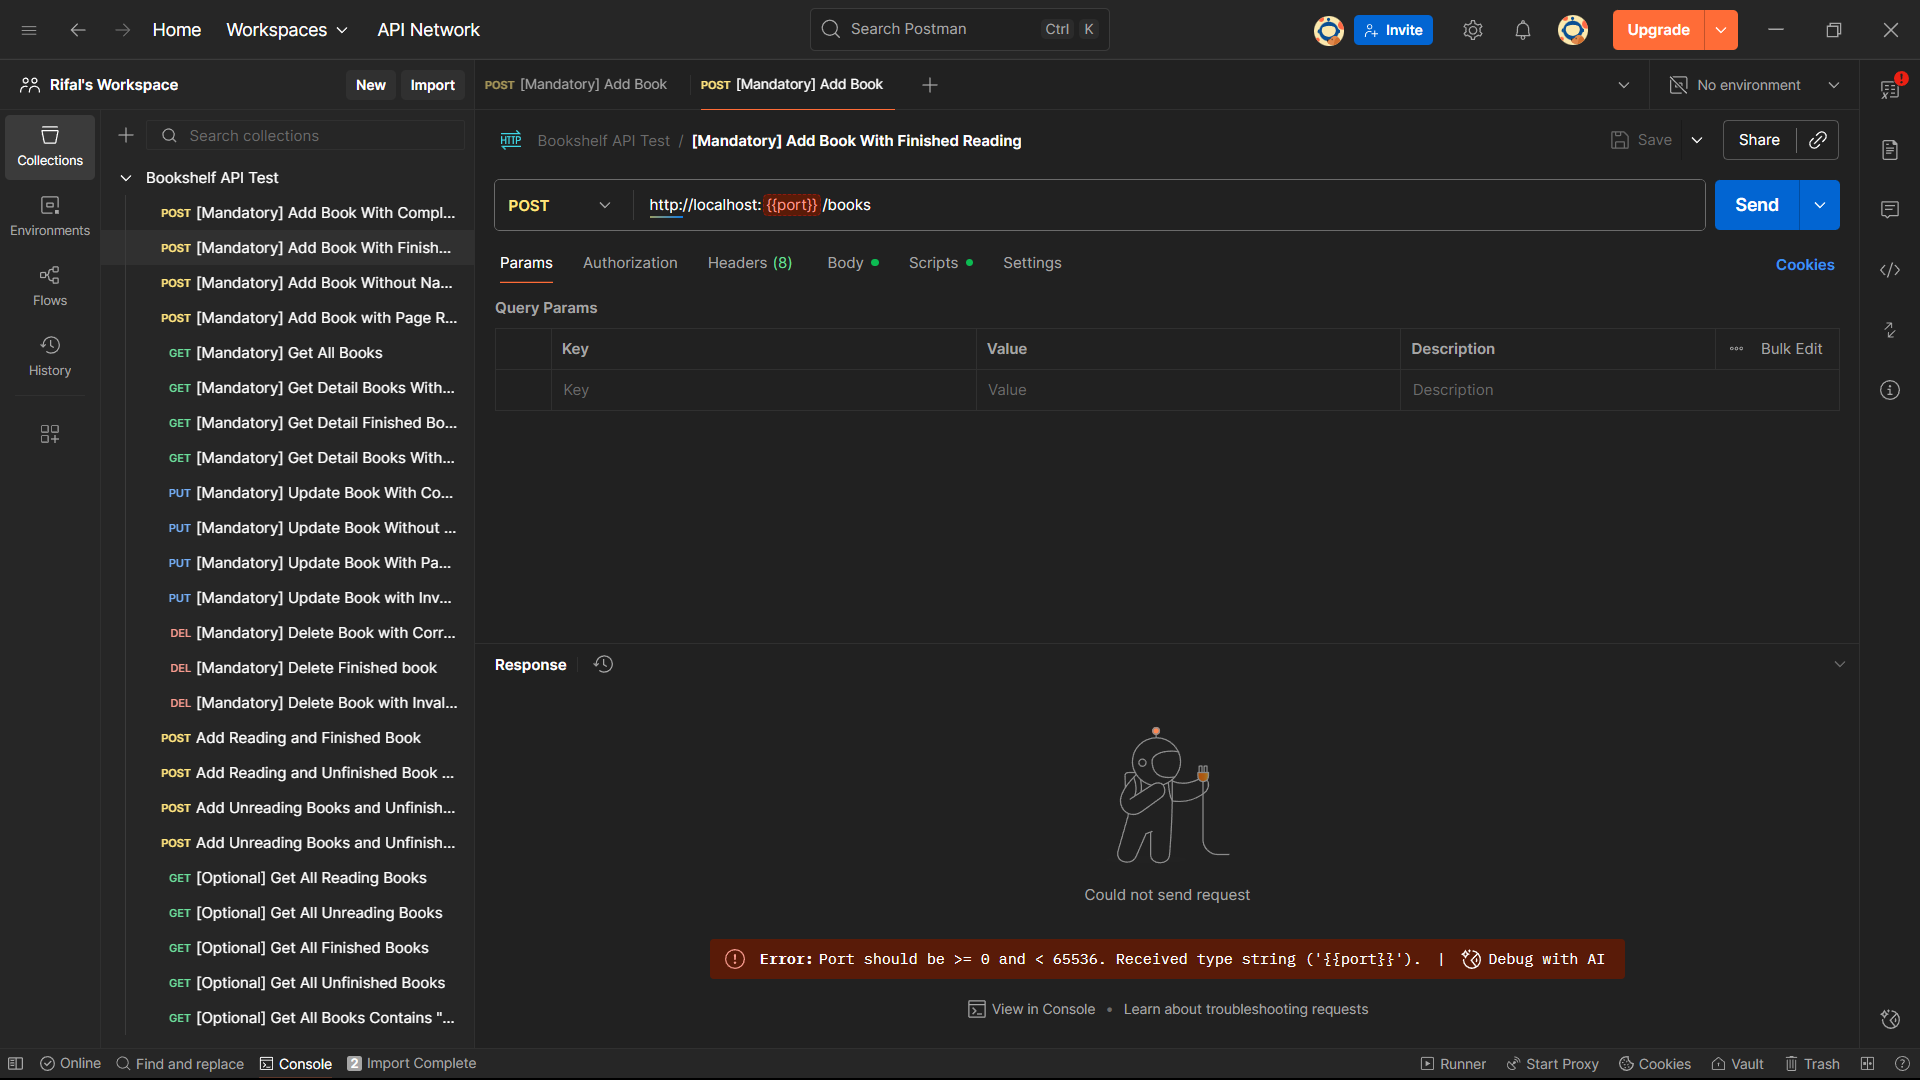 Home
Workspaces
API Network
Search Postman
Ctrl
K
Invite
Upgrade
Rifal's Workspace
New
Import
POST [Mandatory] Add Book
POST [Mandatory] Add Book
No environment
Collections
Environments
Flows
History
Search collections
Bookshelf API Test
POST [Mandatory] Add Book With Compl...
POST [Mandatory] Add Book With Finish...
POST [Mandatory] Add Book Without Na...
POST [Mandatory] Add Book with Page R...
GET [Mandatory] Get All Books
GET [Mandatory] Get Detail Books With...
GET [Mandatory] Get Detail Finished Bo...
GET [Mandatory] Get Detail Books With...
PUT [Mandatory] Update Book With Co...
PUT [Mandatory] Update Book Without ...
PUT [Mandatory] Update Book With Pa...
PUT [Mandatory] Update Book with Inv...
DEL [Mandatory] Delete Book with Corr...
DEL [Mandatory] Delete Finished book
DEL [Mandatory] Delete Book with Inval...
POST Add Reading and Finished Book
POST Add Reading and Unfinished Book ...
POST Add Unreading Books and Unfinish...
POST Add Unreading Books and Unfinish...
GET [Optional] Get All Reading Books
GET [Optional] Get All Unreading Books
GET [Optional] Get All Finished Books
GET [Optional] Get All Unfinished Books
GET [Optional] Get All Books Contains "...
HTTP Bookshelf API Test / [Mandatory] Add Book With Finished Reading
Save
Share
POST
http://localhost:{{port}}/books
Send
Params
Authorization
Headers (8)
Body
Scripts
Settings
Cookies
Query Params
Key
Value
Description
Bulk Edit
Key
Value
Description
Response
Could not send request
Error: Port should be >= 0 and < 65536. Received type string ('{{port}}'). | Debug with AI
View in Console • Learn about troubleshooting requests
Online
Find and replace
Console
2 Import Complete
Runner
Start Proxy
Cookies
Vault
Trash